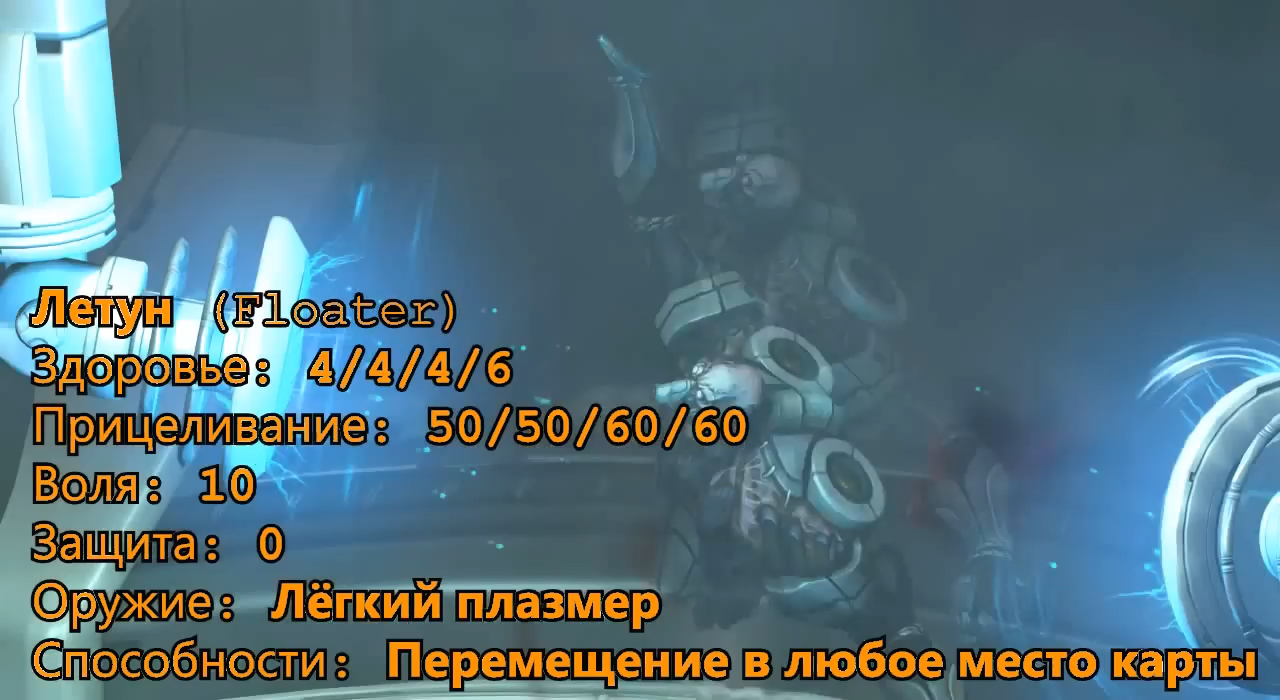 Летун (Floater)
Здоровье: 4/4/4/6
Прицеливание: 50/50/60/60
Воля: 10
Защита: 0
Оружие: Лёгкий плазмер
Способности: Перемещение в любое место карты